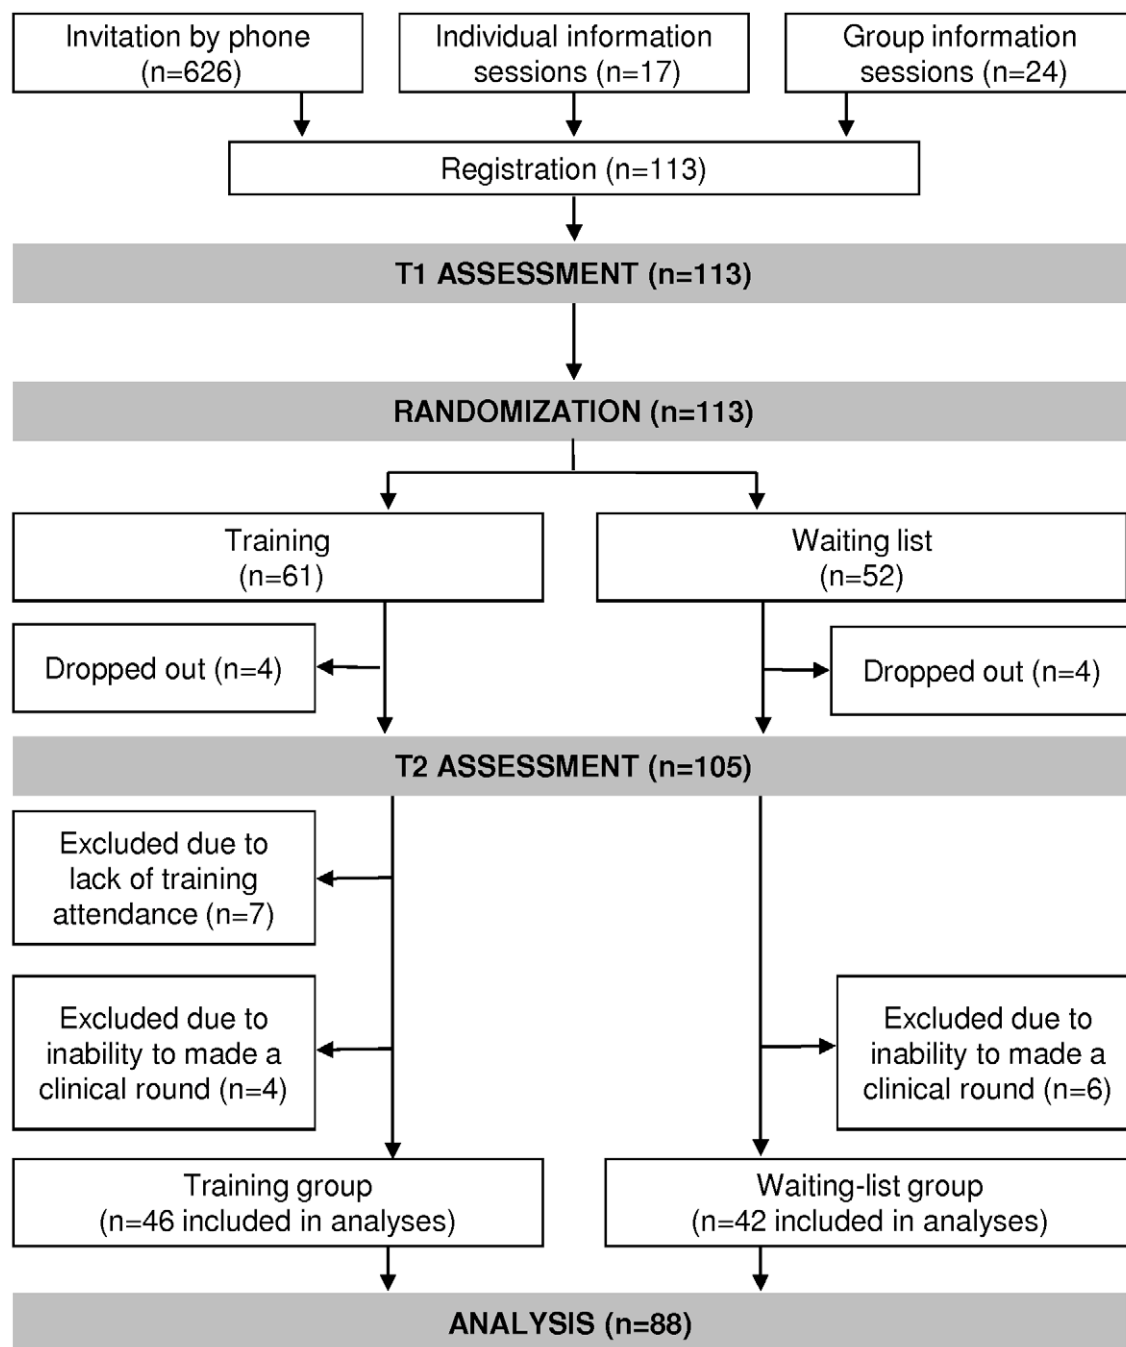 Invitation by phone
(n=626)
Individual information
sessions (n=17)
Group information
sessions (n=24)
Registration (n=113)
T1 ASSESSMENT (n=113)
RANDOMIZATION (n=113)
Training
(n=61)
Waiting list
(n=52)
Dropped out (n=4)
Dropped out (n=4)
T2 ASSESSMENT (n=105)
Excluded due to
lack of training
attendance (n=7)
Excluded due to
inability to made a
clinical round (n=4)
Excluded due to
inability to made a
clinical round (n=6)
Training group
(n=46 included in analyses)
Waiting-list group
(n=42 included in analyses)
ANALYSIS (n=88)